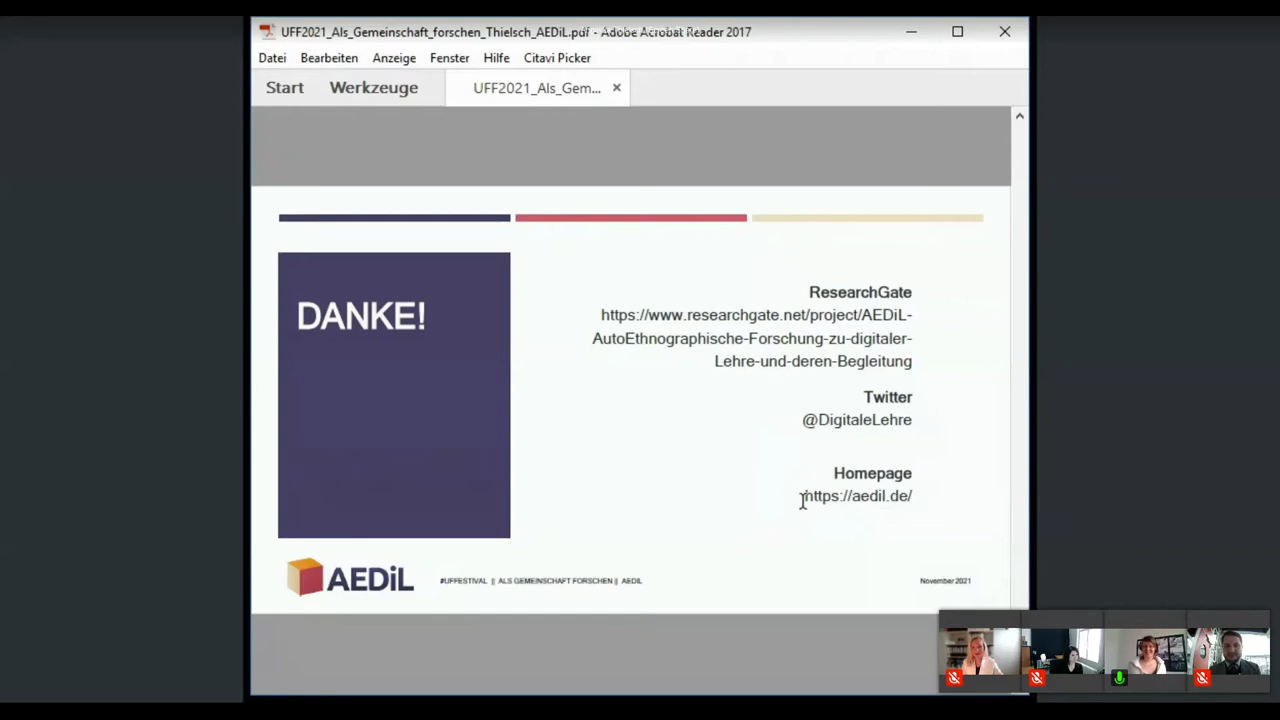 UFF2021_Als_Gemeinschaft_forschen_Thielsch_AEDiL.pdf - Adobe Acrobat Reader 2017
Datei Bearbeiten Anzeige Fenster Hilfe Citavi Picker
Start Werkzeuge UFF2021_Als_Gem...
DANKE!
ResearchGate
https://www.researchgate.net/project/AEDiL-
AutoEthnographische-Forschung-zu-digitaler-
Lehre-und-deren-Begleitung
Twitter
@DigitaleLehre
Homepage
https://aedil.de/
AEDiL
#UFFESTIVAL || ALS GEMEINSCHAFT FORSCHEN || AEDIL
November 2021